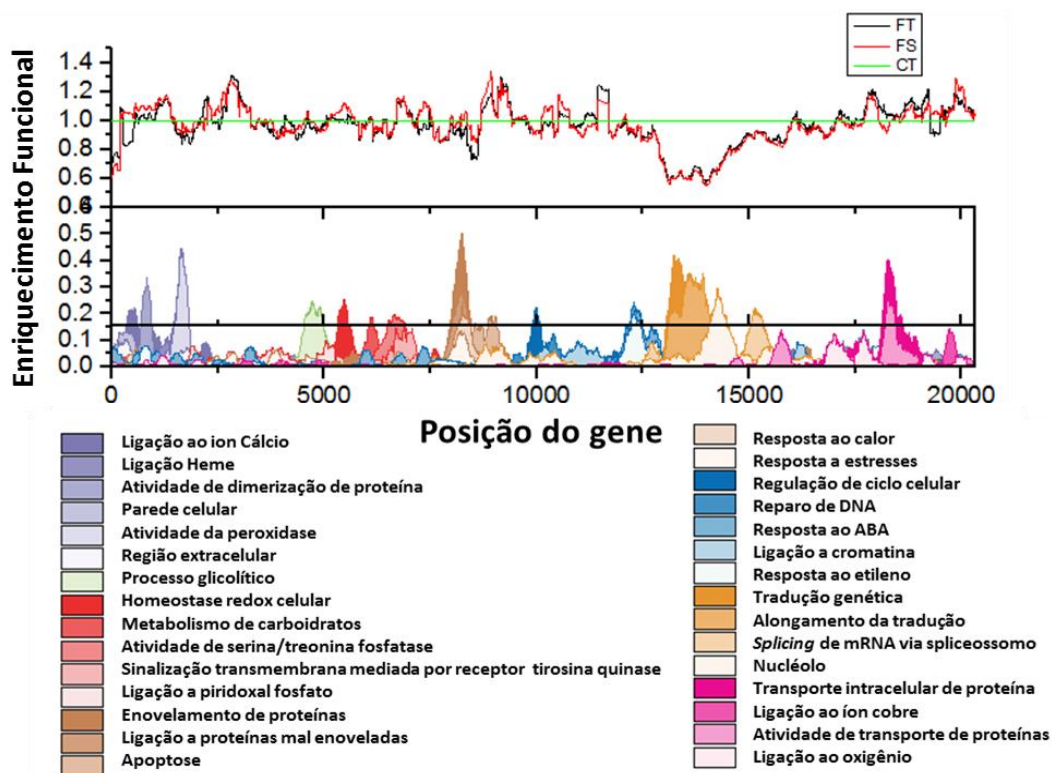 FT
FS
CT
Enriquecimento Funcional
1.4
1.2
1.0
0.8
0.6
0.5
0.4
0.3
0.2
0.1
0.0
0
5000
10000
15000
20000
Posição do gene
Ligação ao ion Cálcio
Ligação Heme
Atividade de dimerização de proteína
Parede celular
Atividade da peroxidase
Região extracelular
Processo glicolítico
Homeostase redox celular
Metabolismo de carboidratos
Atividade de serina/treonina fosfatase
Sinalização transmembrana mediada por receptor tirosina quinase
Ligação a piridoxal fosfato
Enovelamento de proteínas
Ligação a proteínas mal enoveladas
Apoptose
Resposta ao calor
Resposta a estresses
Regulação de ciclo celular
Reparo de DNA
Resposta ao ABA
Ligação a cromatina
Resposta ao etileno
Tradução genética
Alongamento da tradução
Splicing de mRNA via spliceossomo
Nucléolo
Transporte intracelular de proteína
Ligação ao íon cobre
Atividade de transporte de proteínas
Ligação ao oxigênio